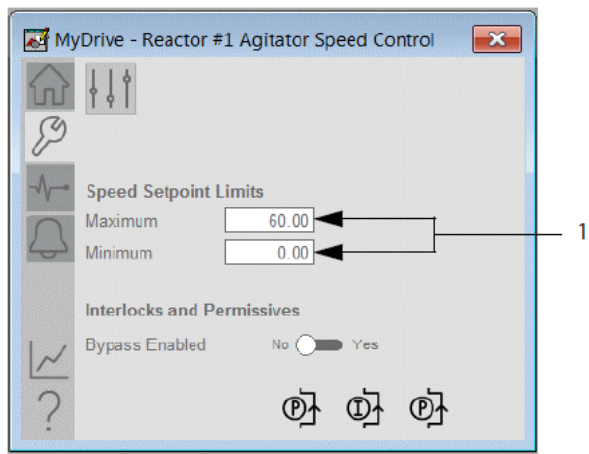 MyDrive - Reactor #1 Agitator Speed Control
Speed Setpoint Limits
Maximum 60.00
1
Minimum 0.00
Interlocks and Permissives
Bypass Enabled No Yes
?
P I P